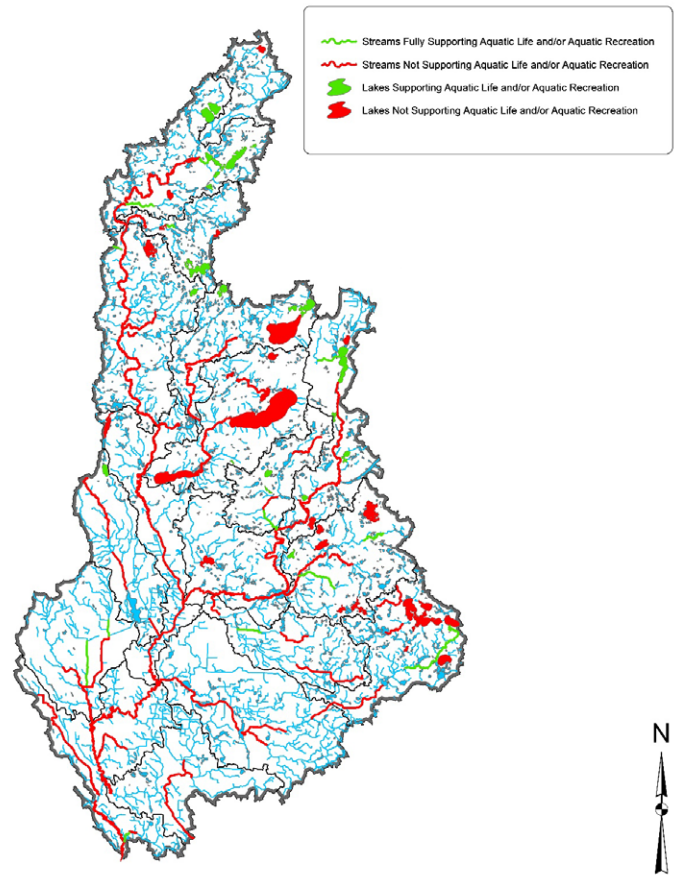 Streams Fully Supporting Aquatic Life and/or Aquatic Recreation
Streams Not Supporting Aquatic Life and/or Aquatic Recreation
Lakes Supporting Aquatic Life and/or Aquatic Recreation
Lakes Not Supporting Aquatic Life and/or Aquatic Recreation
N